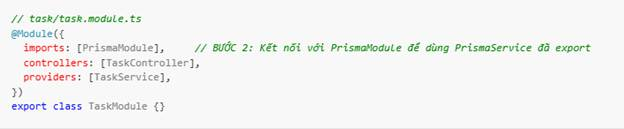 // task/task.module.ts
@Module({
  imports: [PrismaModule],     // BƯỚC 2: Kết nối với PrismaModule để dùng PrismaService đã export
  controllers: [TaskController],
  providers: [TaskService],
})
export class TaskModule {}